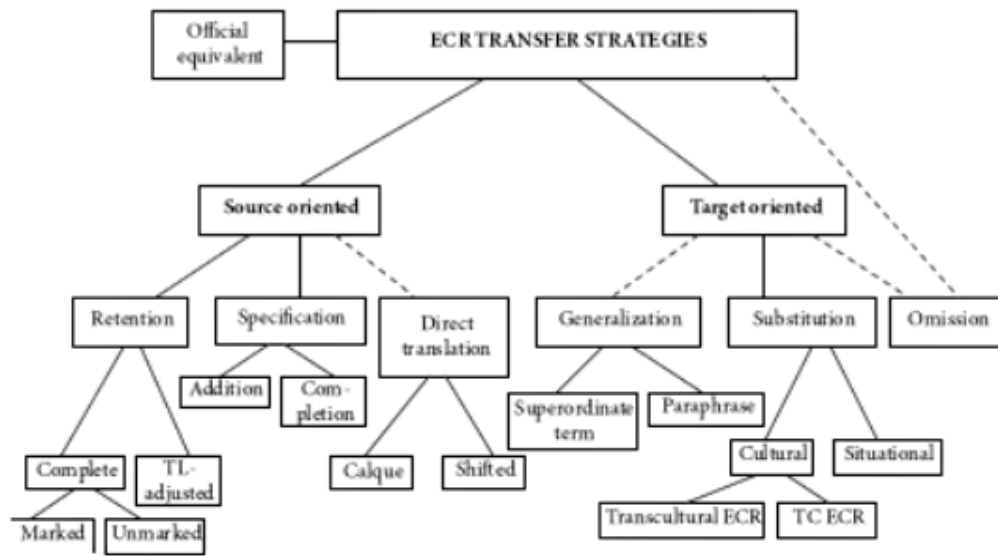 Official
equivalent
ECR TRANSFER STRATEGIES
Source oriented
Target oriented
Retention
Specification
Direct
translation
Generalization
Substitution
Omission
Addition
Com-
pletion
Superordinate
term
Paraphrase
Complete
TL-
adjusted
Calque
Shifted
Cultural
Situational
Marked
Unmarked
Transcultural ECR
TC ECR